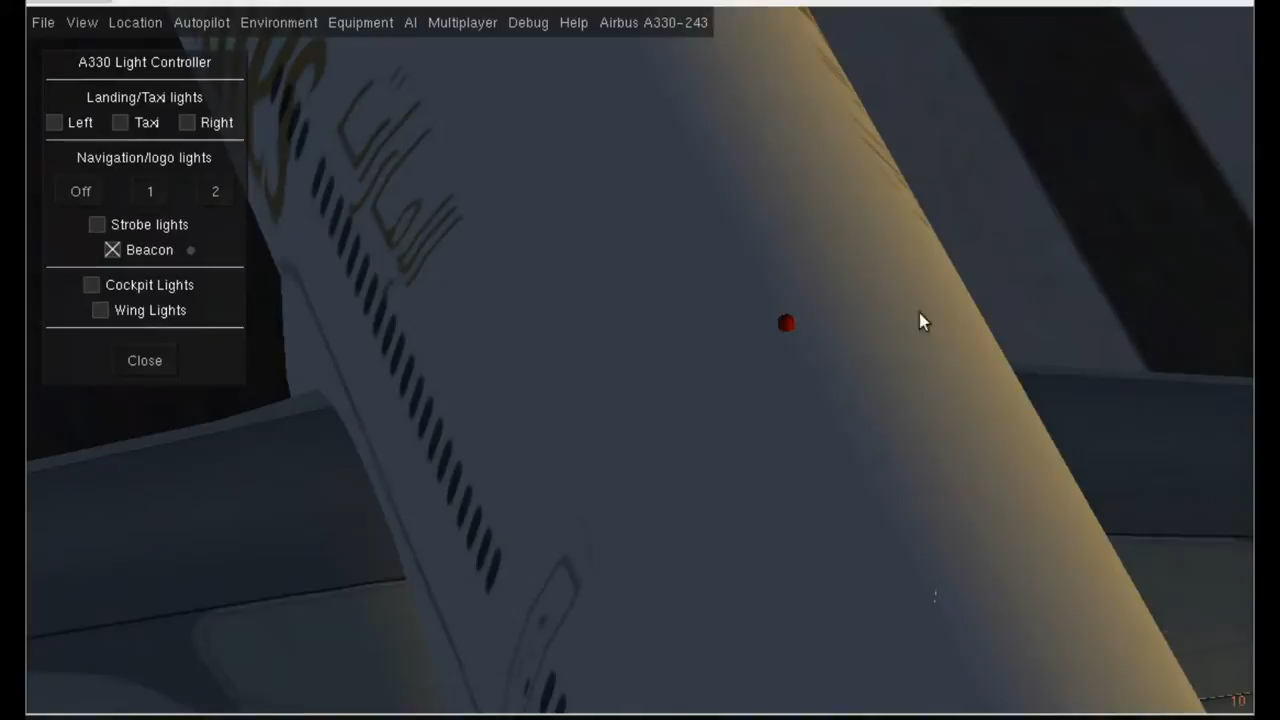 File View Location Autopilot Environment Equipment AI Multiplayer Debug Help Airbus A330-243
A330 Light Controller
Landing/Taxi lights
Left Taxi Right
Navigation/logo lights
Off 1 2
Strobe lights
Beacon
Cockpit Lights
Wing Lights
Close
10